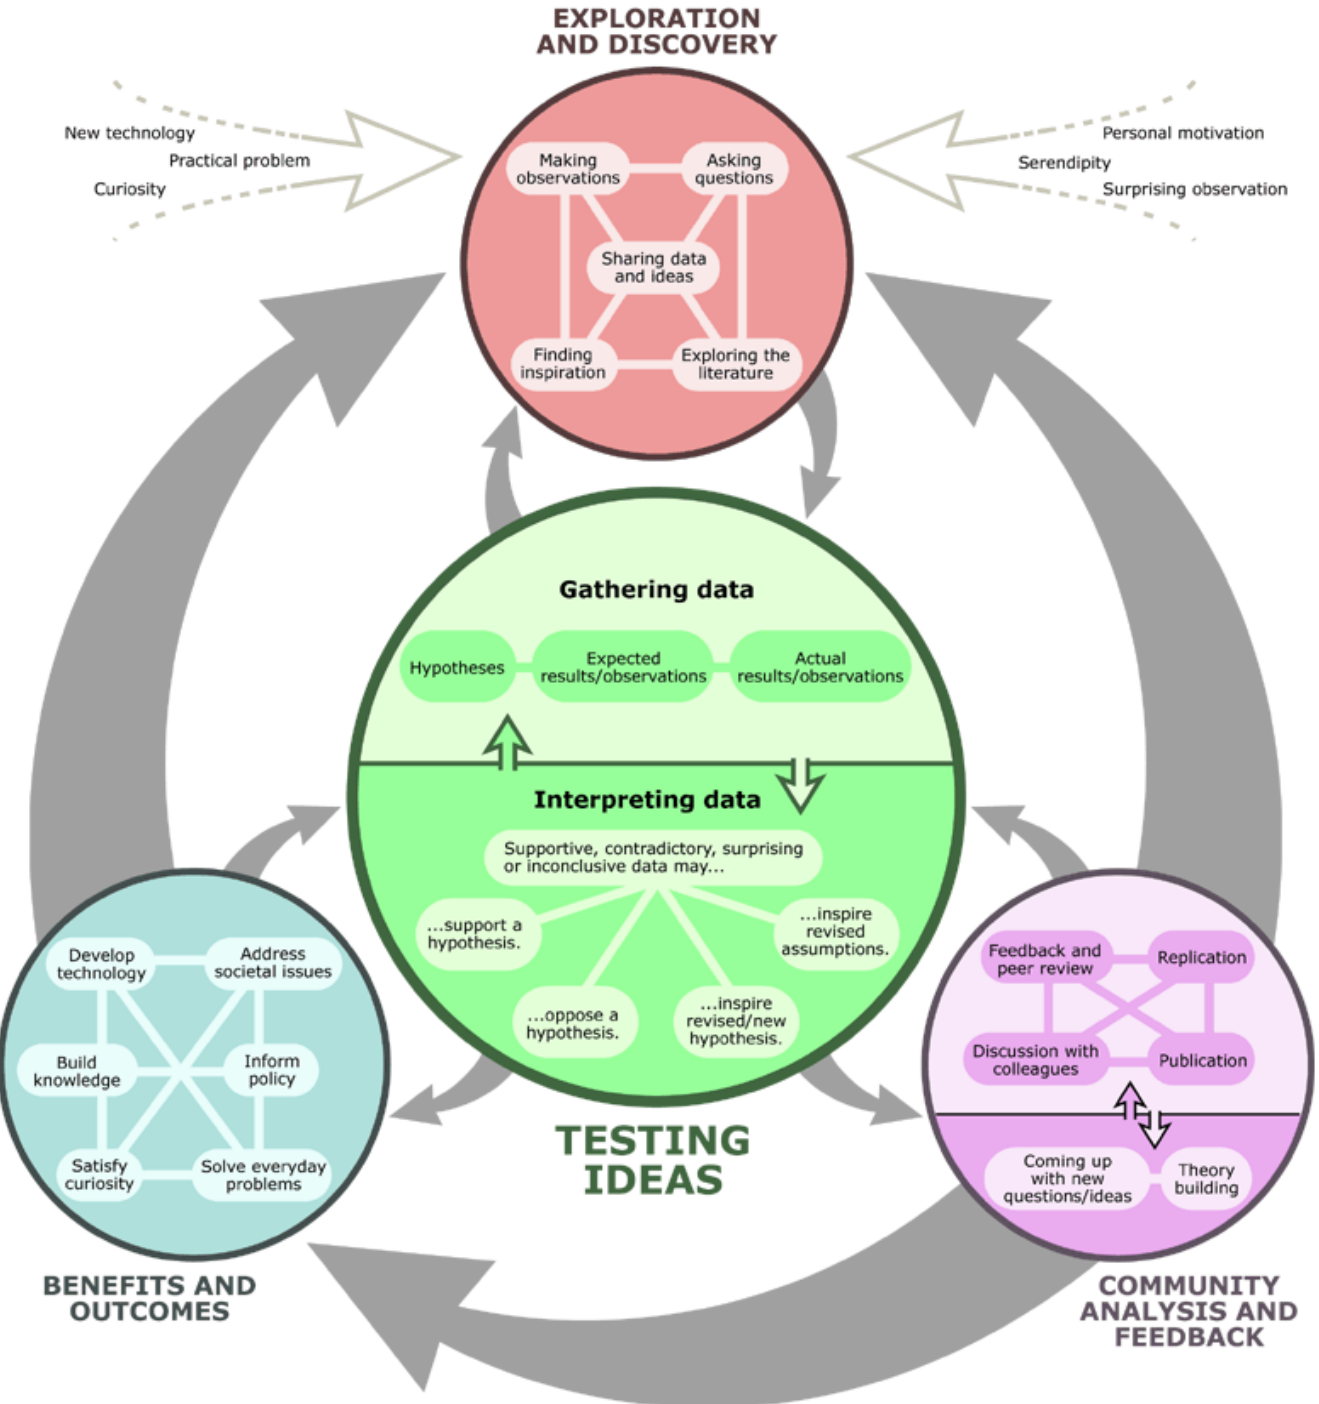 EXPLORATION
AND DISCOVERY
New technology
Practical problem
Curiosity
Personal motivation
Serendipity
Surprising observation
Making
observations
Asking
questions
Sharing data
and ideas
Finding
inspiration
Exploring the
literature
Gathering data
Hypotheses
Expected
results/observations
Actual
results/observations
Interpreting data
Supportive, contradictory, surprising
or inconclusive data may...
...support a
hypothesis.
...oppose a
hypothesis.
...inspire
revised/new
hypothesis.
...inspire
revised
assumptions.
TESTING
IDEAS
Develop
technology
Address
societal issues
Build
knowledge
Inform
policy
Satisfy
curiosity
Solve everyday
problems
BENEFITS AND
OUTCOMES
Feedback and
peer review
Replication
Discussion with
colleagues
Publication
Coming up
with new
questions/ideas
Theory
building
COMMUNITY
ANALYSIS AND
FEEDBACK